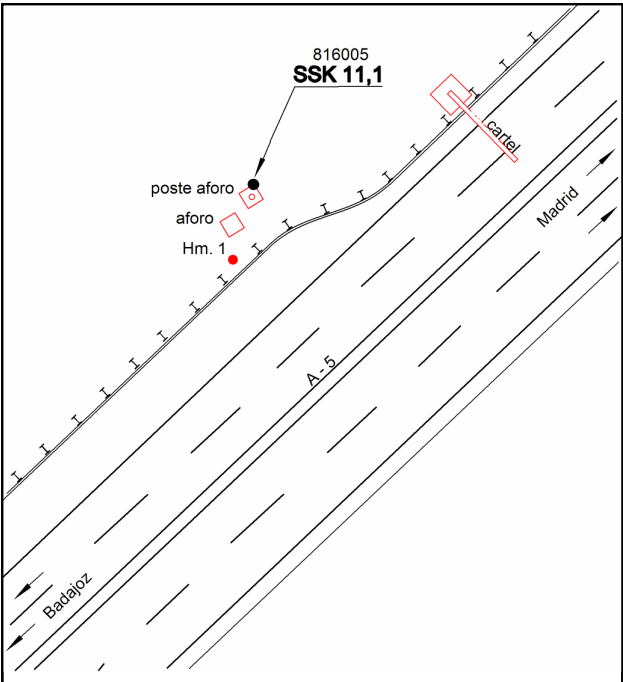 816005
SSK 11,1
cartel
poste aforo
aforo
Hm. 1
Madrid
A - 5
Badajoz